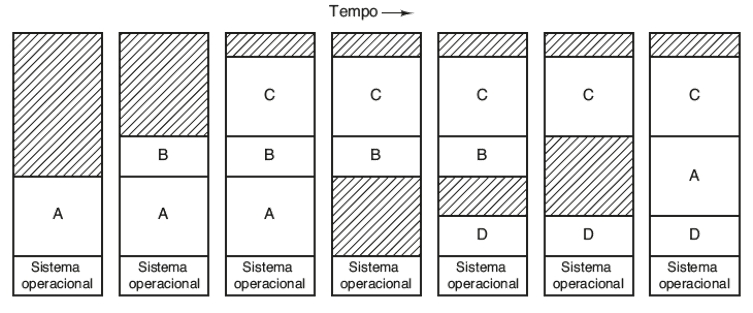 Tempo
C C C C C
B B B B
A
A A A
D D D
Sistema operacional Sistema operacional Sistema operacional Sistema operacional Sistema operacional Sistema operacional Sistema operacional